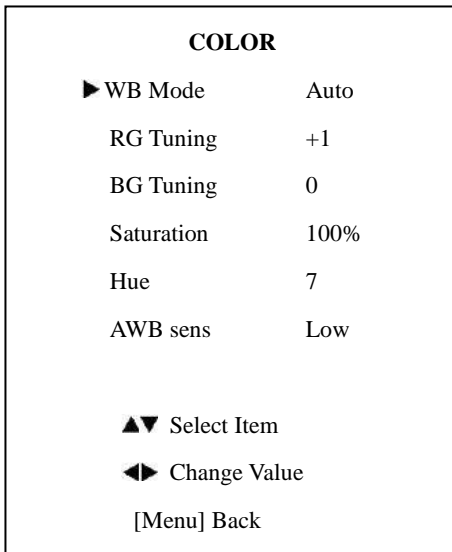 COLOR
▶WB Mode Auto
RG Tuning +1
BG Tuning 0
Saturation 100%
Hue 7
AWB sens Low
▲▼ Select Item
◀▶ Change Value
[Menu] Back